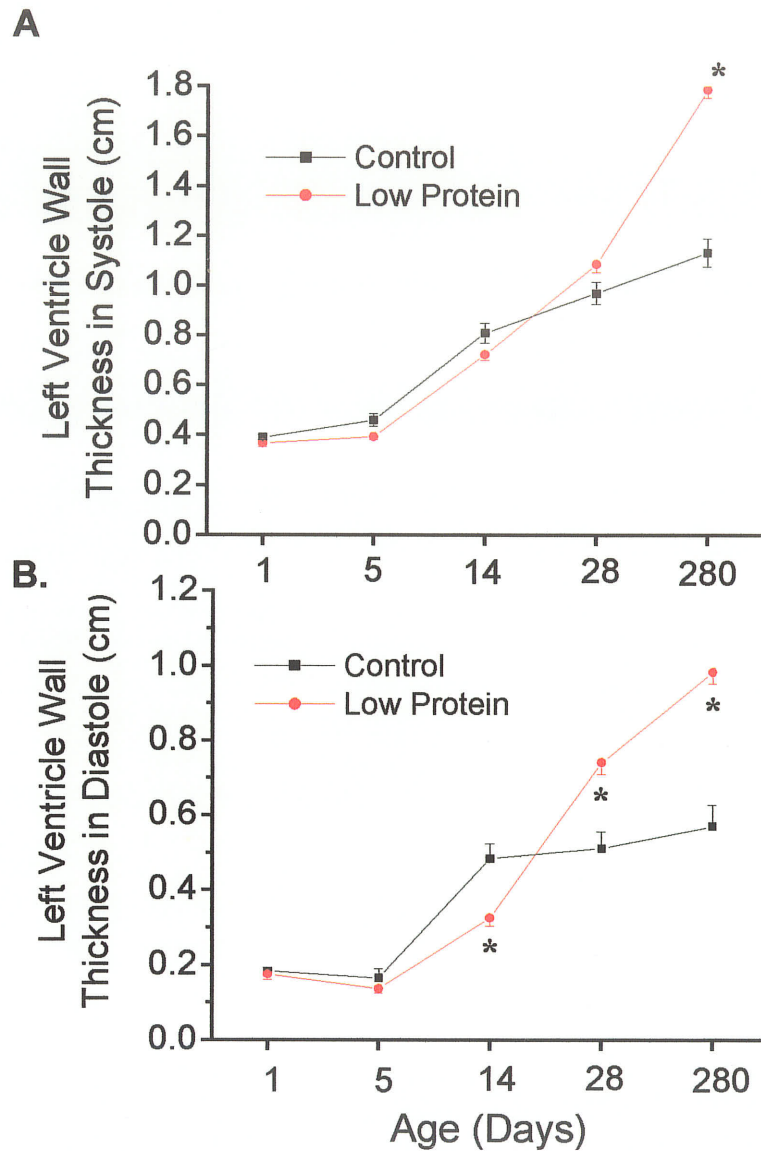 A
Left Ventricle Wall
Thickness in Systole (cm)
1.8
1.6
1.4
1.2
1.0
0.8
0.6
0.4
0.2
0.0
Control
Low Protein
*
1 5 14 28 280
B.
Left Ventricle Wall
Thickness in Diastole (cm)
1.2
1.0
0.8
0.6
0.4
0.2
0.0
Control
Low Protein
*
*
*
1 5 14 28 280
Age (Days)